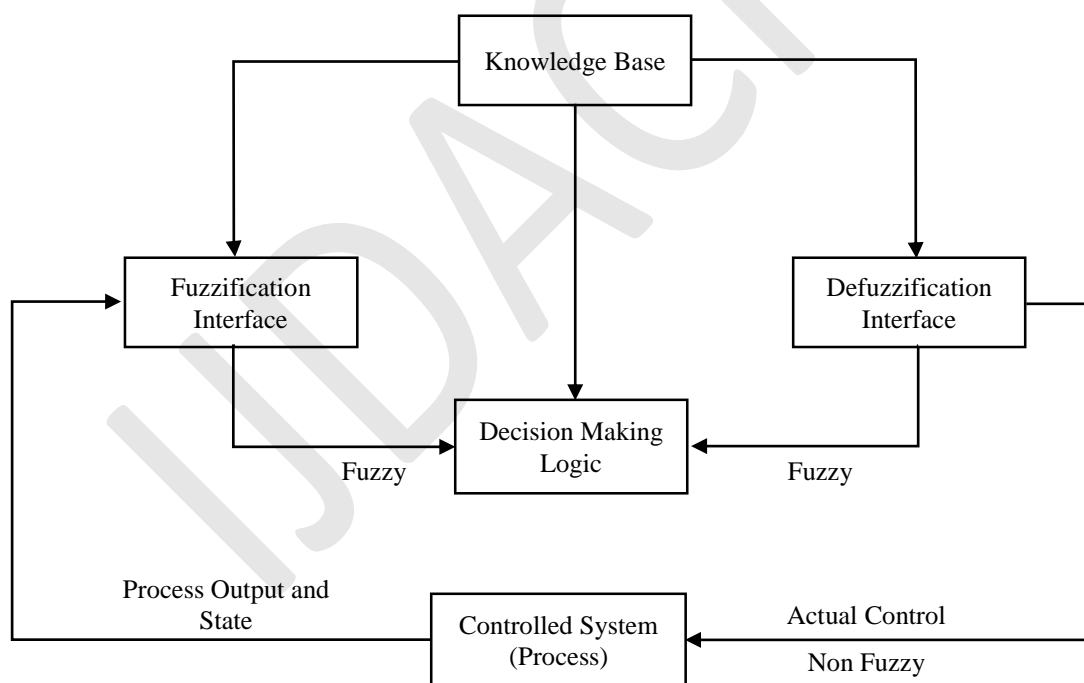 Knowledge Base
Fuzzification
Interface
Defuzzification
Interface
Decision Making
Logic
Fuzzy
Fuzzy
Process Output and
State
Controlled System
(Process)
Actual Control
Non Fuzzy
IJDAC